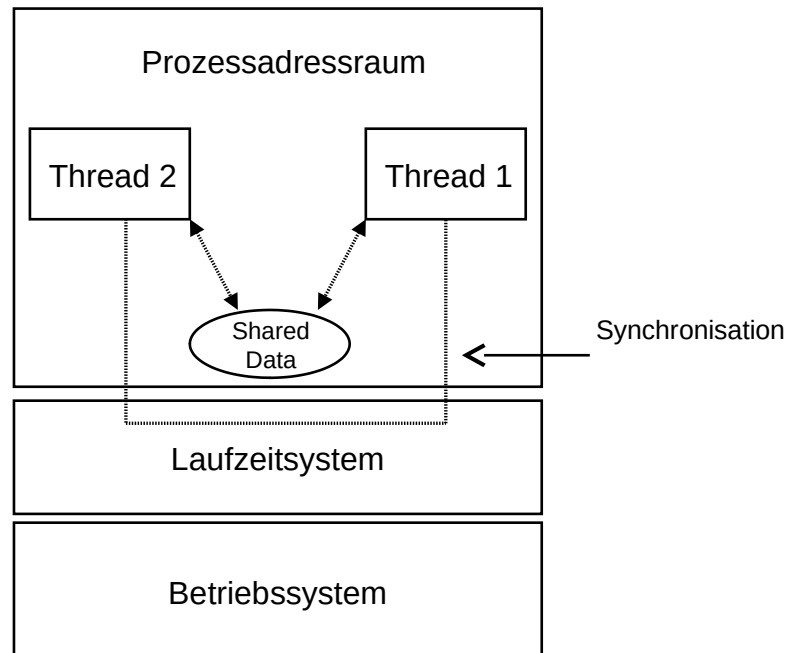 Prozessadressraum
Thread 2
Thread 1
Shared
Data
Synchronisation
Laufzeitsystem
Betriebssystem